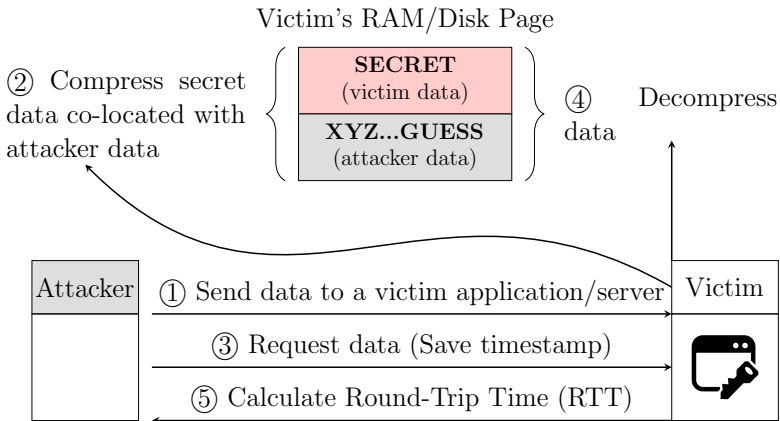 Victim's RAM/Disk Page
② Compress secret
data co-located with
attacker data
SECRET
(victim data)
XYZ...GUESS
(attacker data)
④ Decompress
data
Attacker
① Send data to a victim application/server
Victim
③ Request data (Save timestamp)
⑤ Calculate Round-Trip Time (RTT)